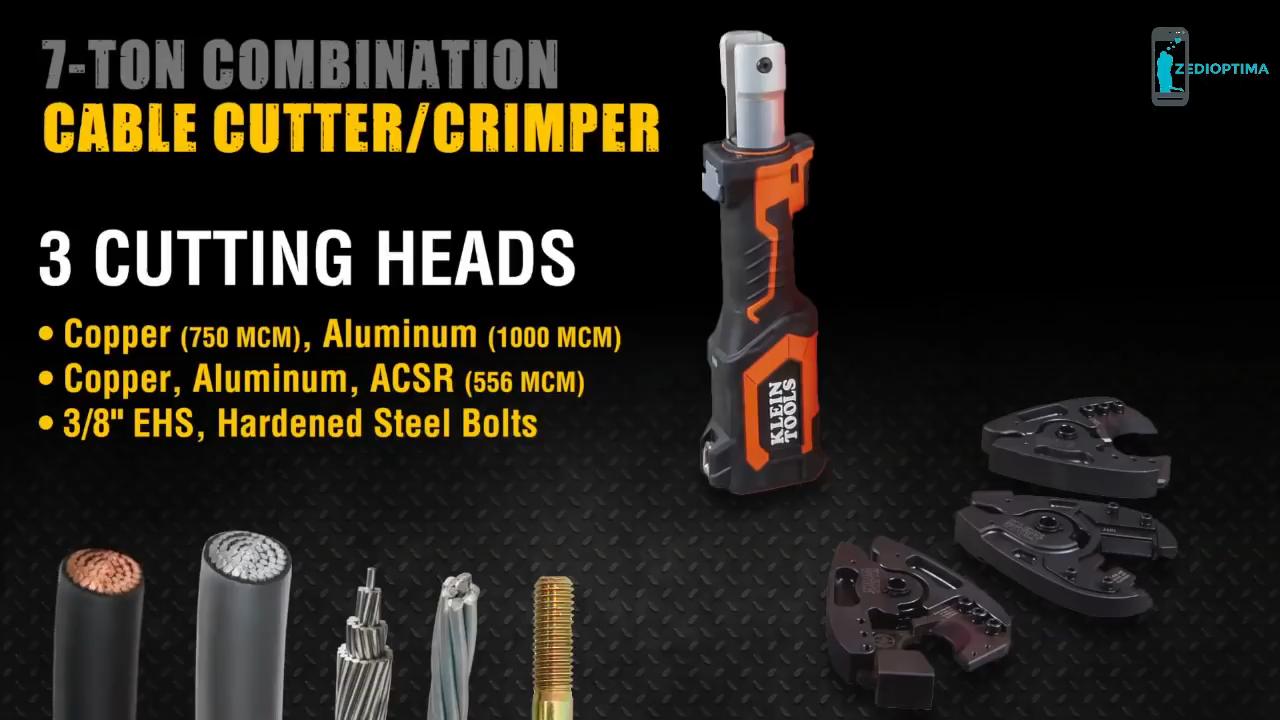 7-TON COMBINATION
CABLE CUTTER/CRIMPER
ZEDIOPTIMA
3 CUTTING HEADS
• Copper (750 MCM), Aluminum (1000 MCM)
• Copper, Aluminum, ACSR (556 MCM)
• 3/8" EHS, Hardened Steel Bolts
KLEIN
TOOLS